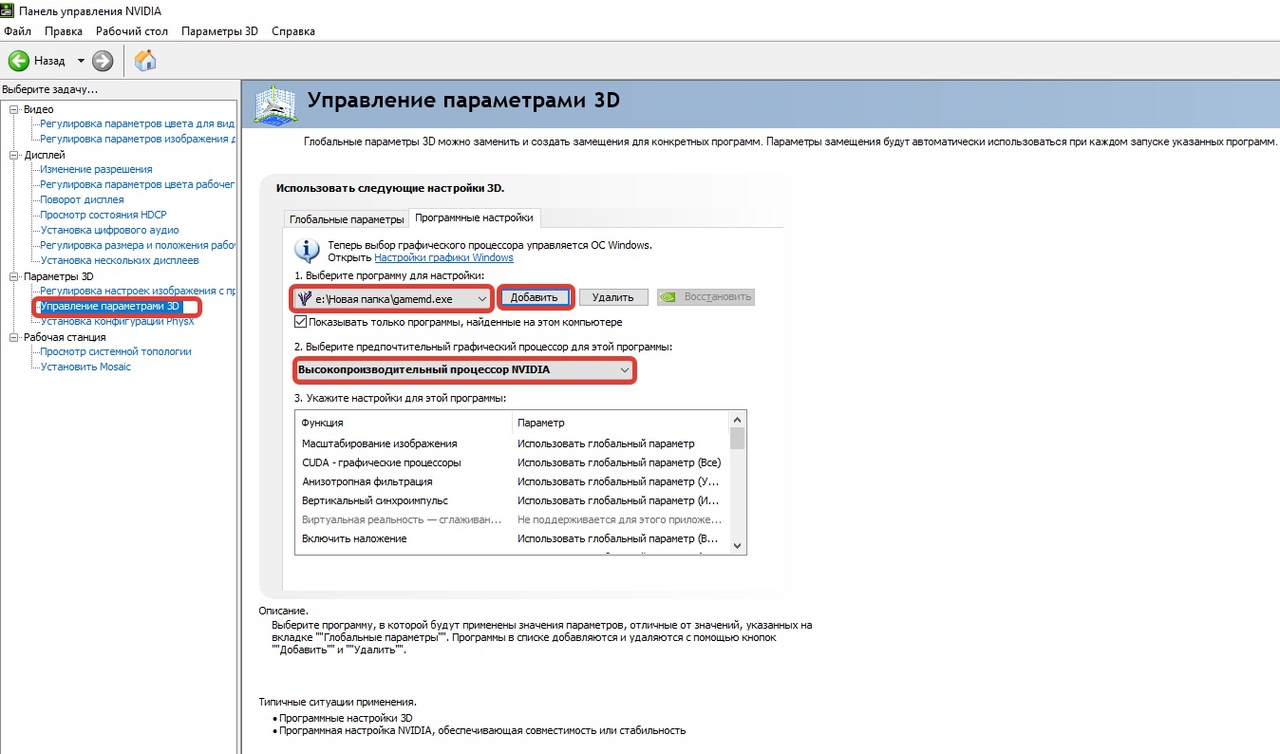 Панель управления NVIDIA
Файл Правка Рабочий стол Параметры 3D Справка
Назад
Выберите задачу...
Видео
Регулировка параметров цвета для вид
Регулировка параметров изображения д
Дисплей
Изменение разрешения
Регулировка параметров цвета рабочег
Поворот дисплея
Просмотр состояния HDCP
Установка цифрового аудио
Регулировка размера и положения рабо
Установка нескольких дисплеев
Параметры 3D
Регулировка настроек изображения с пр
Управление параметрами 3D
Установка конфигурации PhysX
Рабочая станция
Просмотр системной топологии
Установить Mosaic
Управление параметрами 3D
Глобальные параметры 3D можно заменить и создать замещения для конкретных программ. Параметры замещения будут автоматически использоваться при каждом запуске указанных программ.
Использовать следующие настройки 3D.
Глобальные параметры Программные настройки
Теперь выбор графического процессора управляется ОС Windows.
Открыть Настройки графики Windows
1. Выберите программу для настройки:
e:\Новая папка\gamemd.exe Добавить Удалить Восстановить
Показывать только программы, найденные на этом компьютере
2. Выберите предпочтительный графический процессор для этой программы:
Высокопроизводительный процессор NVIDIA
3. Укажите настройки для этой программы:
Функция Параметр
Масштабирование изображения Использовать глобальный параметр
CUDA - графические процессоры Использовать глобальный параметр (Все)
Анизотропная фильтрация Использовать глобальный параметр (У...
Вертикальный синхроимпульс Использовать глобальный параметр (И...
Виртуальная реальность — сглаживан... Не поддерживается для этого приложе...
Включить наложение Использовать глобальный параметр (В...
Описание.
Выберите программу, в которой будут применены значения параметров, отличные от значений, указанных на
вкладке ""Глобальные параметры"". Программы в списке добавляются и удаляются с помощью кнопок
""Добавить"" и ""Удалить"".
Типичные ситуации применения.
• Программные настройки 3D
• Программная настройка NVIDIA, обеспечивающая совместимость или стабильность